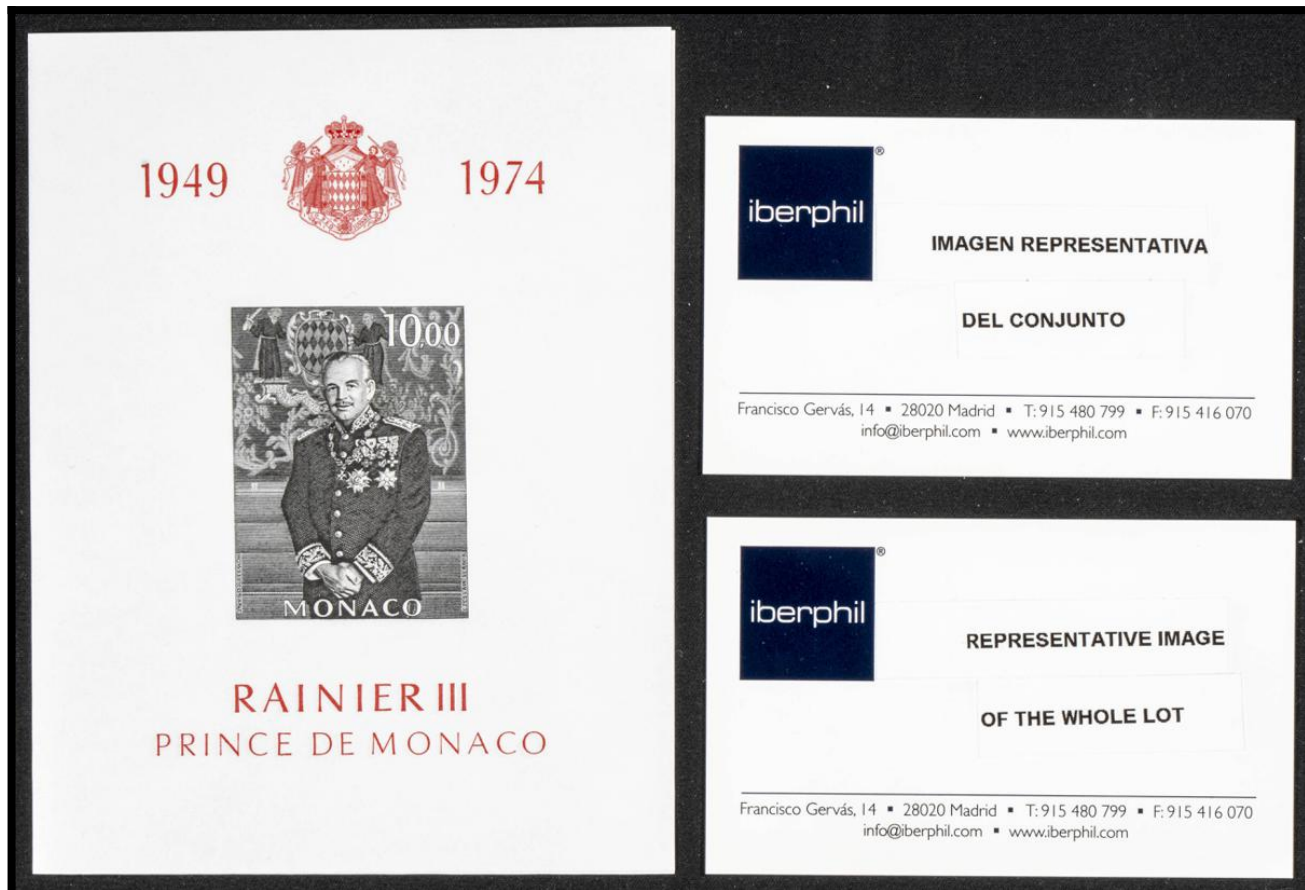 1949 1974
10,00
MONACO
RAINIER III
PRINCE DE MONACO
iberphil®
IMAGEN REPRESENTATIVA
DEL CONJUNTO
Francisco Gervás, 14 ▪ 28020 Madrid ▪ T: 915 480 799 ▪ F: 915 416 070
info@iberphil.com ▪ www.iberphil.com
iberphil®
REPRESENTATIVE IMAGE
OF THE WHOLE LOT
Francisco Gervás, 14 ▪ 28020 Madrid ▪ T: 915 480 799 ▪ F: 915 416 070
info@iberphil.com ▪ www.iberphil.com